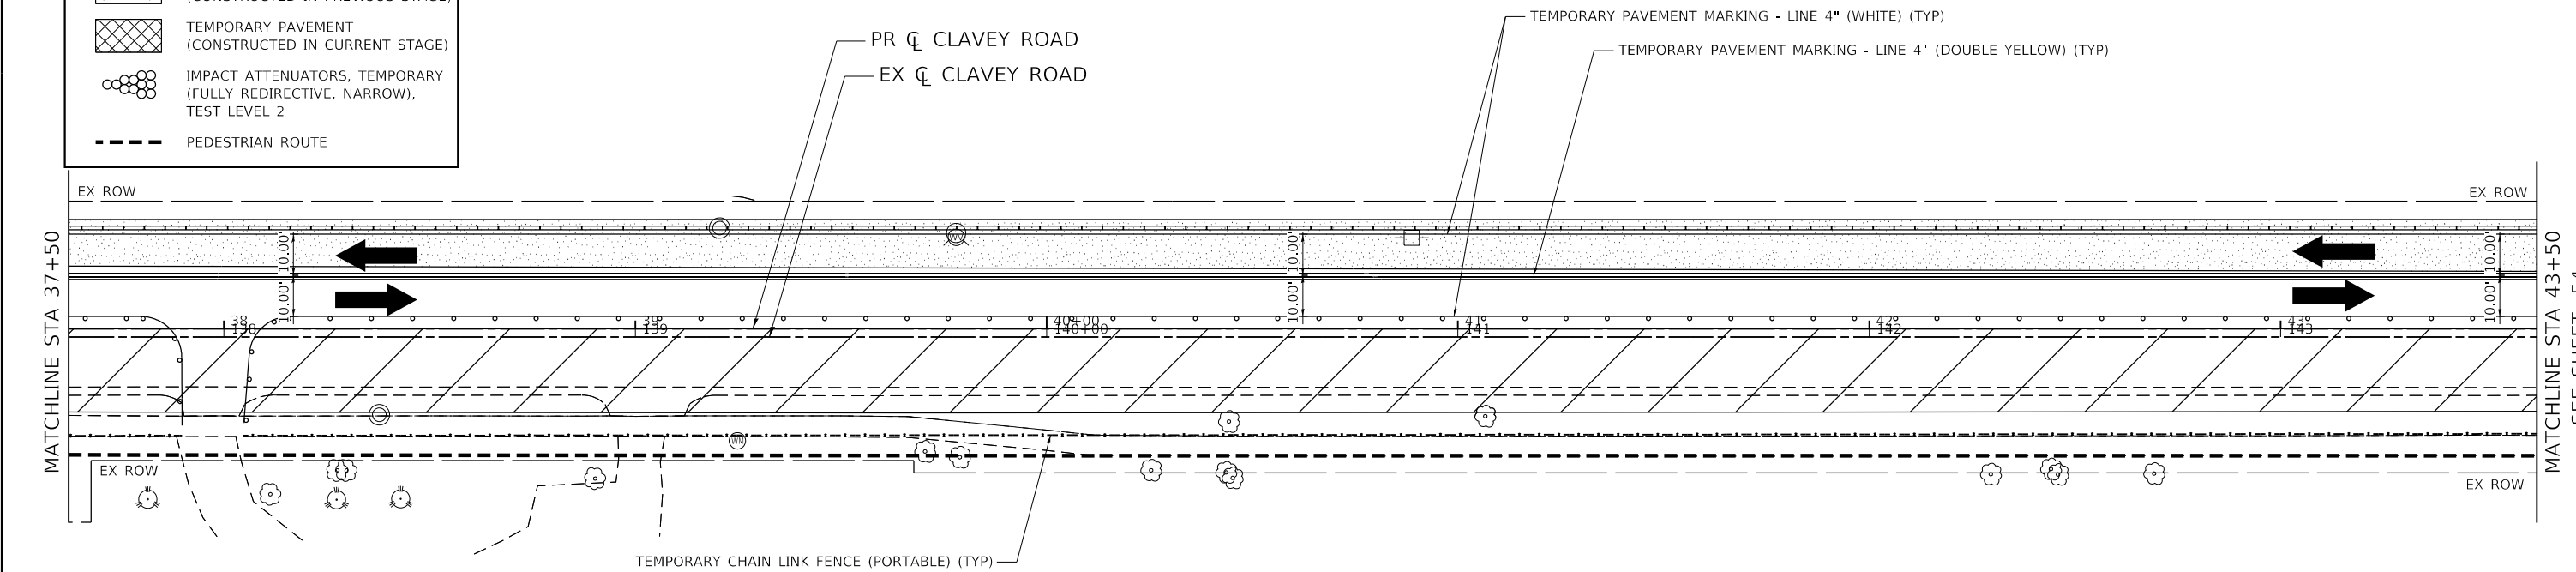 TEMPORARY PAVEMENT
(CONSTRUCTED IN CURRENT STAGE)
IMPACT ATTENUATORS, TEMPORARY
(FULLY REDIRECTIVE, NARROW),
TEST LEVEL 2
PEDESTRIAN ROUTE
PR ℄ CLAVEY ROAD
EX ℄ CLAVEY ROAD
TEMPORARY PAVEMENT MARKING - LINE 4" (WHITE) (TYP)
TEMPORARY PAVEMENT MARKING - LINE 4" (DOUBLE YELLOW) (TYP)
EX ROW
EX ROW
MATCHLINE STA 37+50
10.00'
10.00'
10.00'
10.00'
10.00'
10.00'
WV
38
138
39
139
40+00
140+00
41
141
42
142
43
143
MATCHLINE STA 43+50
WM
EX ROW
EX ROW
TEMPORARY CHAIN LINK FENCE (PORTABLE) (TYP)